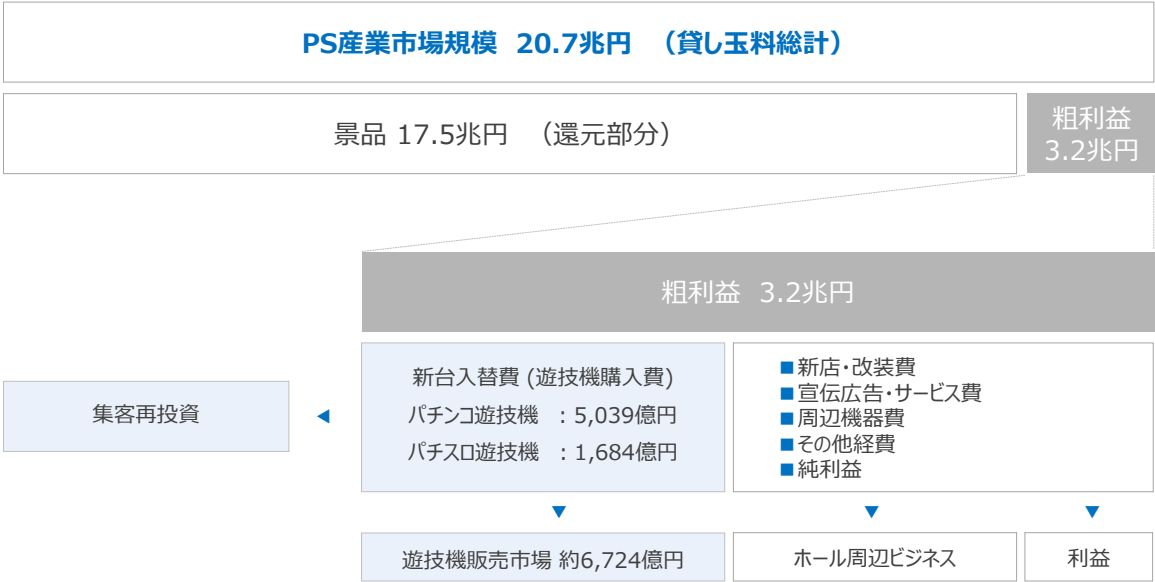 PS産業市場規模 20.7兆円 （貸し玉料総計）
景品 17.5兆円 （還元部分）
粗利益
3.2兆円
粗利益 3.2兆円
集客再投資
新台入替費 (遊技機購入費)
パチンコ遊技機 : 5,039億円
パチスロ遊技機 : 1,684億円
■新店・改装費
■宣伝広告・サービス費
■周辺機器費
■その他経費
■純利益
遊技機販売市場 約6,724億円
ホール周辺ビジネス
利益